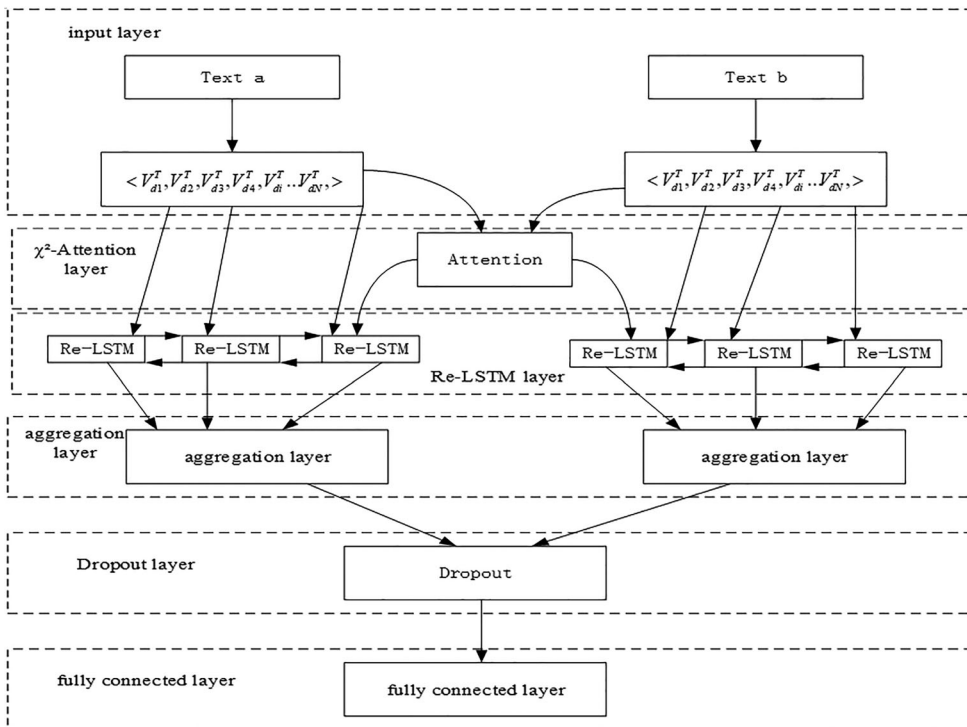 input layer
Text a
Text b
< V_{d1}^T, V_{d2}^T, V_{d3}^T, V_{d4}^T, V_{di}^T ... V_{dN}^T, >
< V_{d1}^T, V_{d2}^T, V_{d3}^T, V_{d4}^T, V_{di}^T ... V_{dN}^T, >
χ²-Attention
layer
Attention
Re-LSTM
Re-LSTM
Re-LSTM
Re-LSTM
Re-LSTM
Re-LSTM
Re-LSTM layer
aggregation
layer
aggregation layer
aggregation layer
Dropout layer
Dropout
fully connected layer
fully connected layer